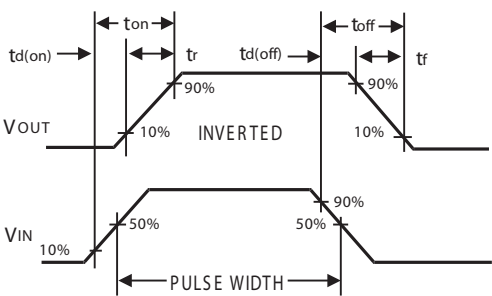 ton toff
td(on) tr td(off) tf
90% 90%
VOUT 10% INVERTED 10%
90%
VIN 10% 50% 50%
PULSE WIDTH